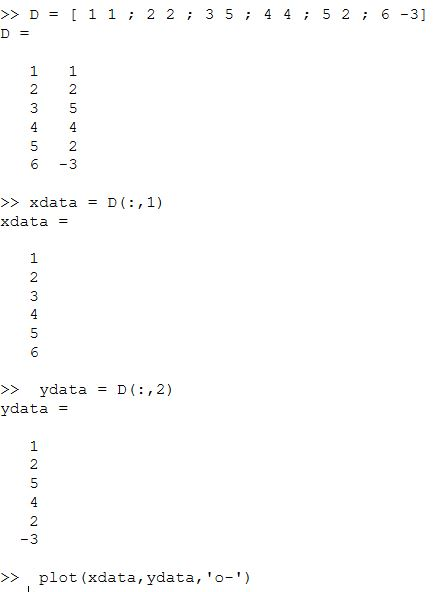 >> D = [ 1 1 ; 2 2 ; 3 5 ; 4 4 ; 5 2 ; 6 -3]
D =
1 1
2 2
3 5
4 4
5 2
6 -3
>> xdata = D(:,1)
xdata =
1
2
3
4
5
6
>> ydata = D(:,2)
ydata =
1
2
5
4
2
-3
>> plot(xdata,ydata,'o-')